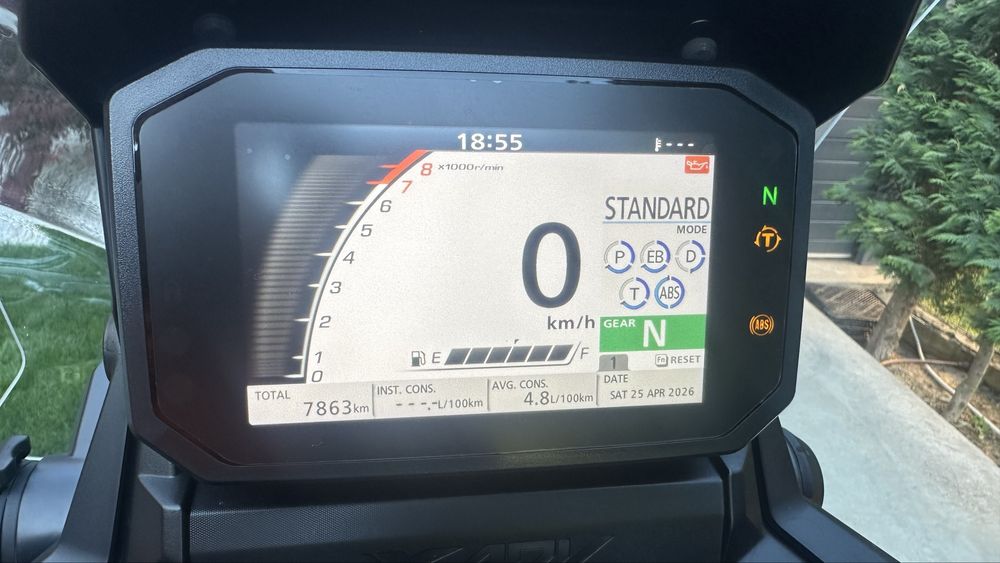 18:55
---
8 x1000r/min
7
6
5
4
3
2
1
0
0
km/h
STANDARD
MODE
P EB D
T ABS
GEAR N
1
Fn RESET
E F
TOTAL
7863km
INST. CONS.
---.-L/100km
AVG. CONS.
4.8L/100km
DATE
SAT 25 APR 2026
N
T
ABS